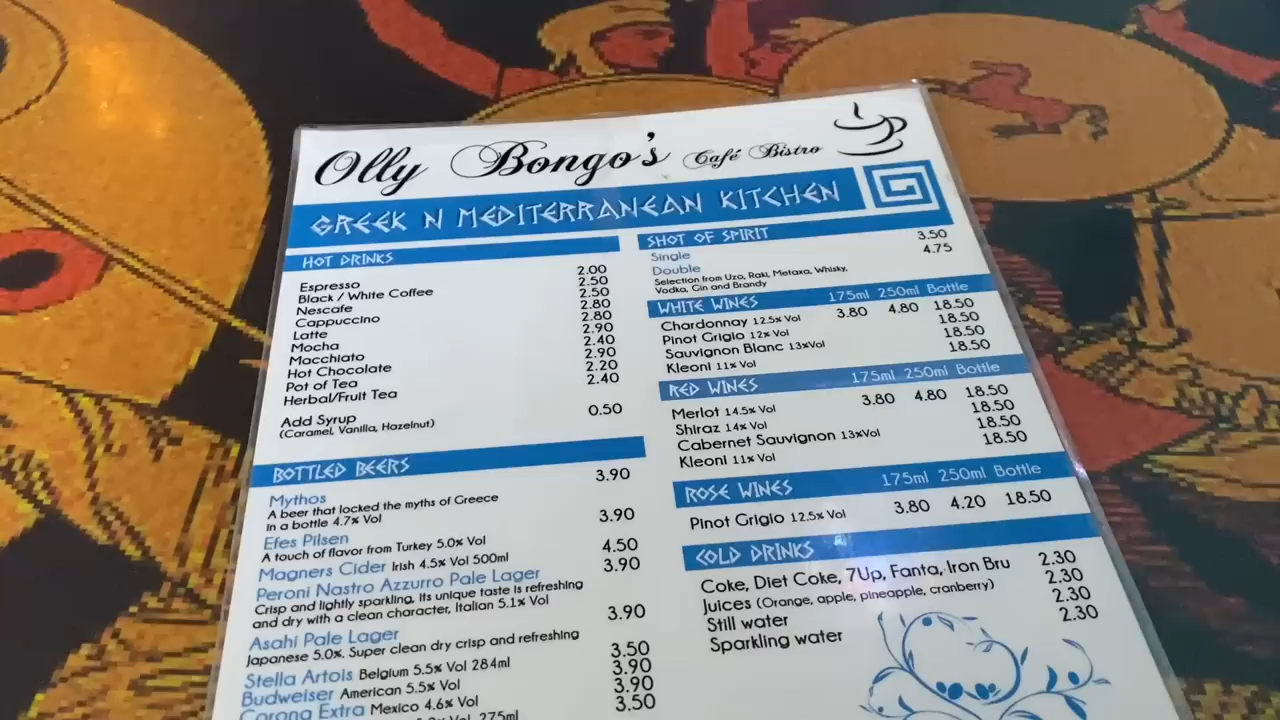 Olly Bongo's Café Bistro
GREEK N MEDITERRANEAN KITCHEN
HOT DRINKS
Espresso 2.00
Black / White Coffee 2.50
Nescafe 2.50
Cappuccino 2.80
Latte 2.80
Mocha 2.90
Macchiato 2.40
Hot Chocolate 2.90
Pot of Tea 2.20
Herbal/Fruit Tea 2.40
Add Syrup 0.50
(Caramel, Vanilla, Hazelnut)
BOTTLED BEERS
Mythos 3.90
A beer that locked the myths of Greece
in a bottle 4.7% Vol
Efes Pilsen 3.90
A touch of flavor from Turkey 5.0% Vol
Magners Cider Irish 4.5% Vol 500ml 4.50
Peroni Nastro Azzurro Pale Lager 3.90
Crisp and lightly sparkling, its unique taste is refreshing
and dry with a clean character, Italian 5.1% Vol
Asahi Pale Lager 3.90
Japanese 5.0%. Super clean dry crisp and refreshing
Stella Artois Belgium 5.5% Vol 284ml 3.50
Budweiser American 5.5% Vol 3.90
Corona Extra Mexico 4.6% Vol 3.90
Vol 275ml 3.50
SHOT OF SPIRIT
Single 3.50
Double 4.75
Selection from Uzo, Raki, Metaxa, Whisky,
Vodka, Gin and Brandy
WHITE WINES 175ml 250ml Bottle
Chardonnay 12.5% Vol 3.80 4.80 18.50
Pinot Grigio 12% Vol 18.50
Sauvignon Blanc 13%Vol 18.50
Kleoni 11% Vol 18.50
RED WINES 175ml 250ml Bottle
Merlot 14.5% Vol 3.80 4.80 18.50
Shiraz 14% Vol 18.50
Cabernet Sauvignon 13%Vol 18.50
Kleoni 11% Vol 18.50
ROSE WINES 175ml 250ml Bottle
Pinot Grigio 12.5% Vol 3.80 4.20 18.50
COLD DRINKS
Coke, Diet Coke, 7Up, Fanta, Iron Bru 2.30
Juices (Orange, apple, pineapple, cranberry) 2.30
Still water 2.30
Sparkling water 2.30